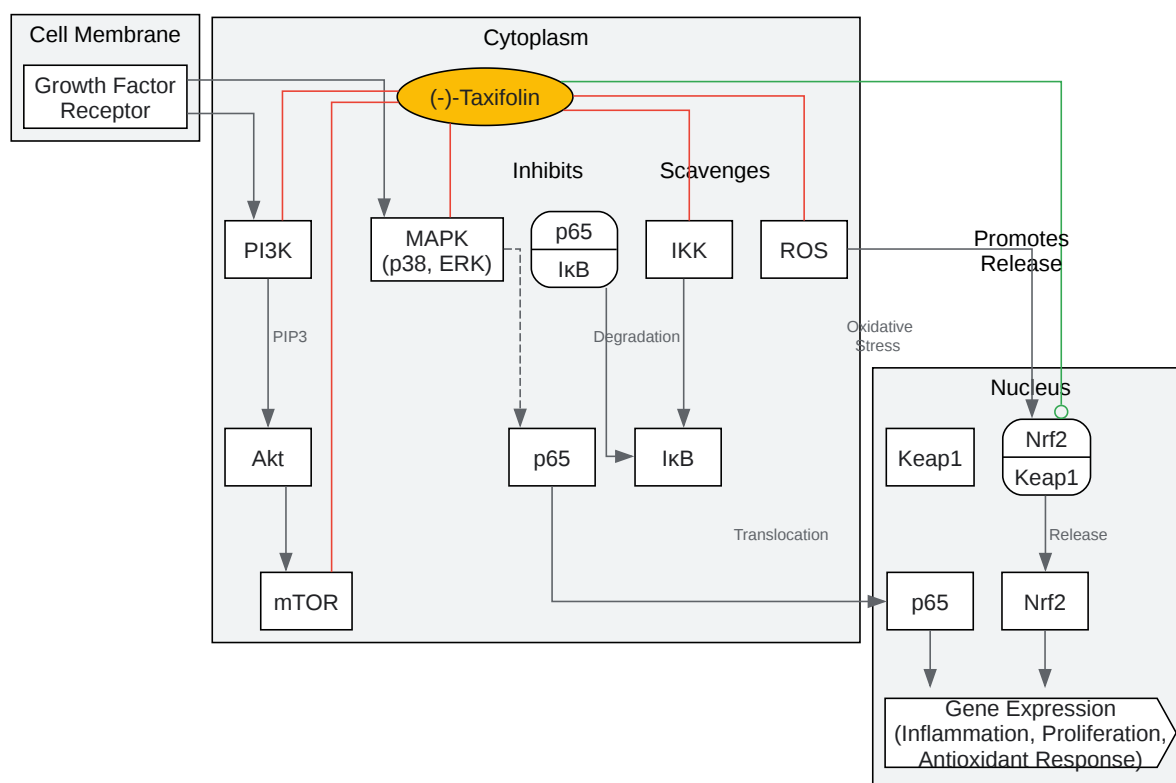 Cell Membrane
Growth Factor
Receptor
Cytoplasm
(-)-Taxifolin
Inhibits
Scavenges
PI3K
MAPK
(p38, ERK)
p65
IκB
IKK
ROS
Promotes
Release
PIP3
Degradation
Oxidative
Stress
Nucleus
Akt
p65
IκB
Keap1
Nrf2
Keap1
Translocation
Release
mTOR
p65
Nrf2
Gene Expression
(Inflammation, Proliferation,
Antioxidant Response)